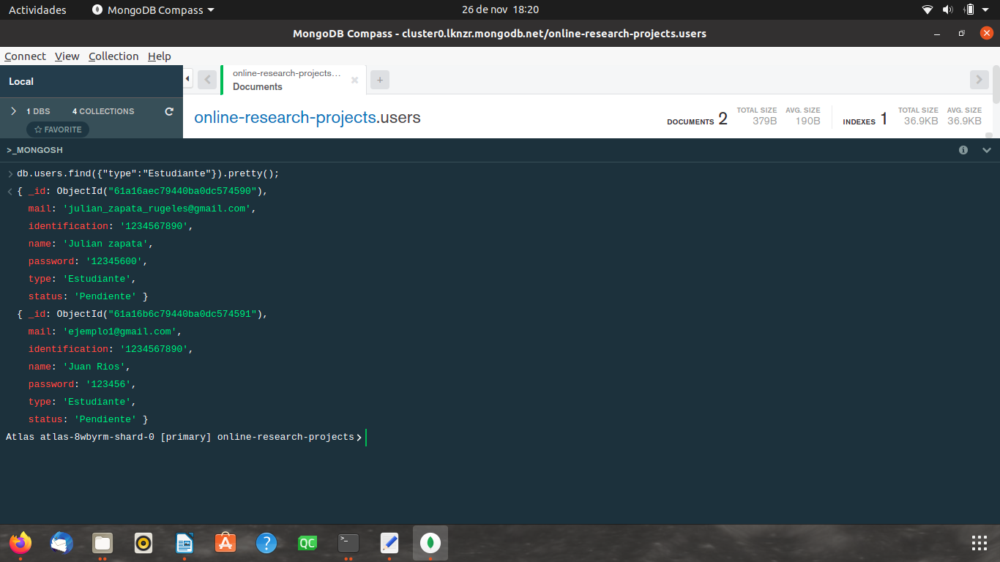 Actividades
MongoDB Compass
26 de nov 18:20
MongoDB Compass - cluster0.lknzr.mongodb.net/online-research-projects.users
Connect View Collection Help
Local
online-research-projects...
Documents
+
1 DBS
4 COLLECTIONS
FAVORITE
online-research-projects.users
DOCUMENTS 2
TOTAL SIZE
379B
AVG. SIZE
190B
INDEXES 1
TOTAL SIZE
36.9KB
AVG. SIZE
36.9KB
>_MONGOSH
> db.users.find({"type":"Estudiante"}).pretty();
< { _id: ObjectId("61a16aec79440ba0dc574590"),
mail: 'julian_zapata_rugeles@gmail.com',
identification: '1234567890',
name: 'Julian zapata',
password: '12345600',
type: 'Estudiante',
status: 'Pendiente' }
{ _id: ObjectId("61a16b6c79440ba0dc574591"),
mail: 'ejemplo1@gmail.com',
identification: '1234567890',
name: 'Juan Rios',
password: '123456',
type: 'Estudiante',
status: 'Pendiente' }
Atlas atlas-8wbyrm-shard-0 [primary] online-research-projects>
QC